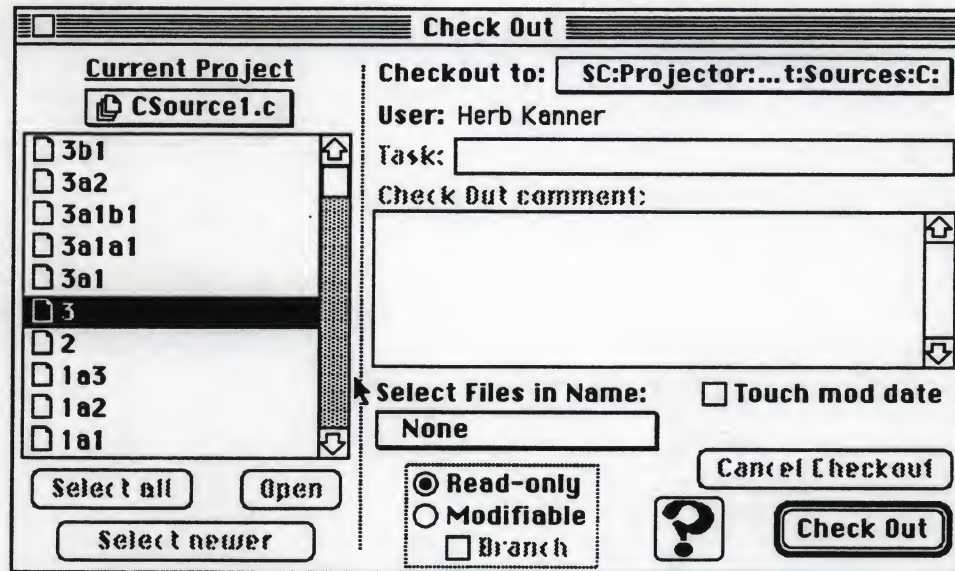 Check Out
Current Project
CSource1.c
3b1
3a2
3a1b1
3a1a1
3a1
3
2
1a3
1a2
1a1
Select all
Open
Select newer
Checkout to:
SC:Projector:...t:Sources:C:
User: Herb Kanner
Task:
Check Out comment:
Select Files in Name:
None
Touch mod date
Read-only
Modifiable
Branch
Cancel Checkout
?
Check Out